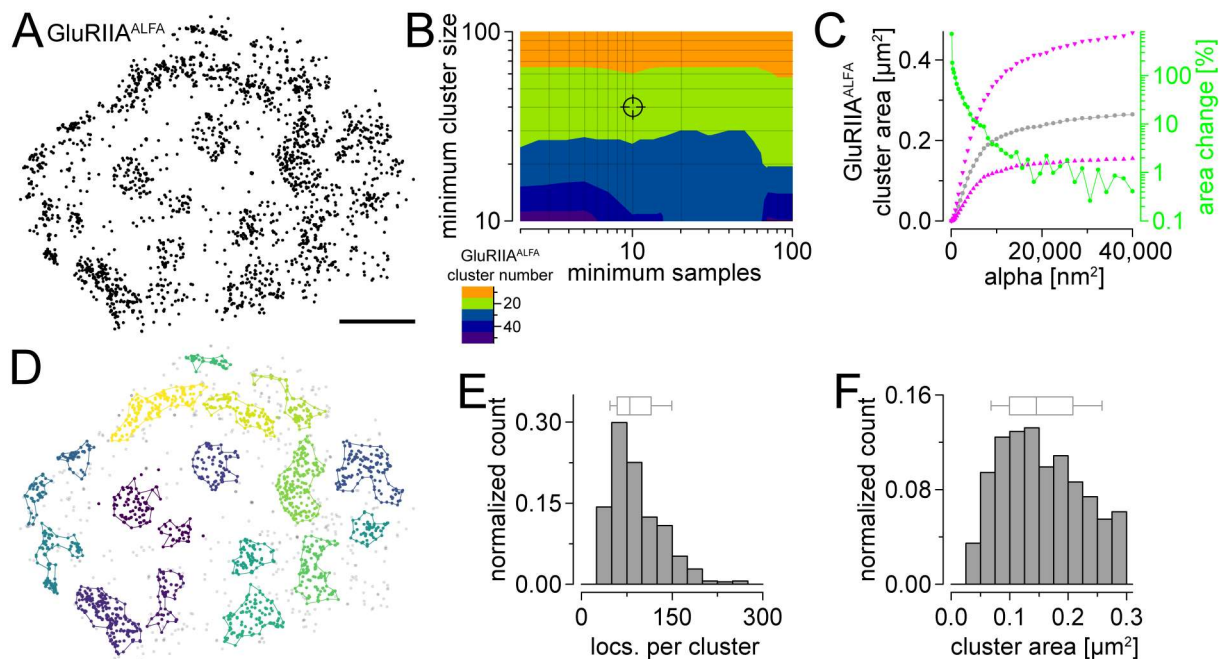 A
GluRIIA^ALFA
B
minimum cluster size
100
10
10
100
minimum samples
GluRIIA^ALFA
cluster number
20
40
C
GluRIIA^ALFA
cluster area [µm²]
0.4
0.2
0.0
100
10
1
0.1
area change [%]
0
20,000
40,000
alpha [nm²]
D
E
normalized count
0.30
0.15
0.00
0
150
300
locs. per cluster
F
normalized count
0.16
0.08
0.00
0.0
0.1
0.2
0.3
cluster area [µm²]